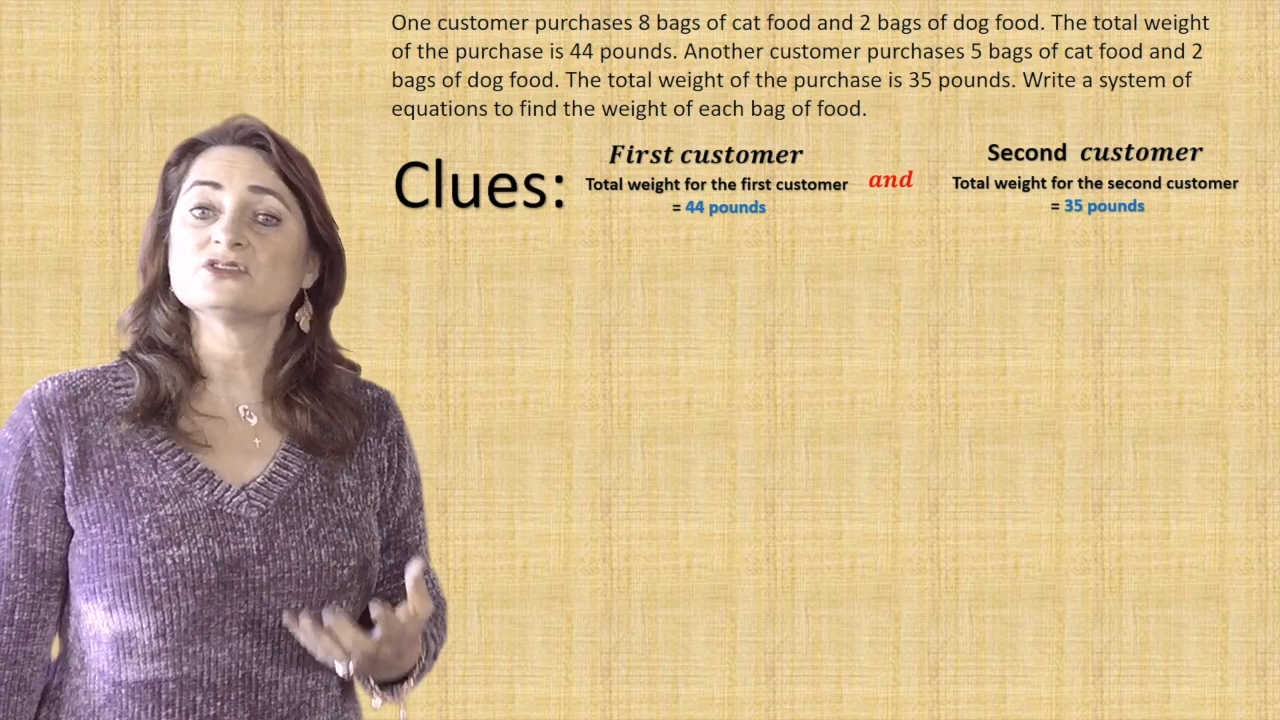 One customer purchases 8 bags of cat food and 2 bags of dog food. The total weight
of the purchase is 44 pounds. Another customer purchases 5 bags of cat food and 2
bags of dog food. The total weight of the purchase is 35 pounds. Write a system of
equations to find the weight of each bag of food.
Clues:
First customer
Total weight for the first customer
= 44 pounds
and
Second customer
Total weight for the second customer
= 35 pounds